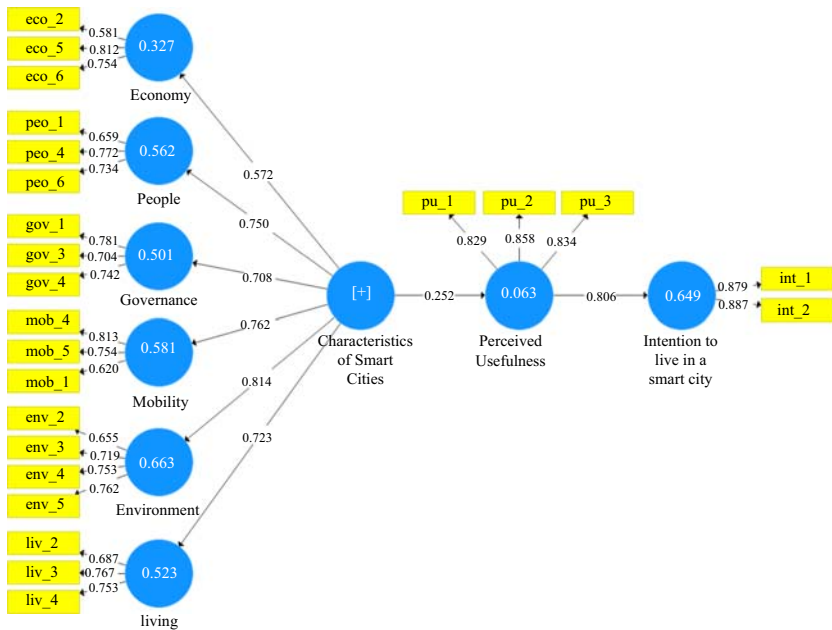 eco_2
0.581
eco_5
0.812
0.754
eco_6
0.327
Economy
peo_1
0.659
peo_4
0.772
0.734
peo_6
0.562
People
gov_1
0.781
gov_3
0.704
gov_4
0.742
0.501
Governance
mob_4
0.813
mob_5
0.754
mob_1
0.620
0.581
Mobility
env_2
0.655
env_3
0.719
env_4
0.753
env_5
0.762
0.663
Environment
liv_2
0.687
liv_3
0.767
liv_4
0.753
0.523
living
0.572
0.750
0.708
0.762
0.814
0.723
[+]
Characteristics
of Smart
Cities
0.252
pu_1
pu_2
pu_3
0.829
0.858
0.834
0.063
Perceived
Usefulness
0.806
0.649
Intention to
live in a
smart city
0.879
int_1
0.887
int_2